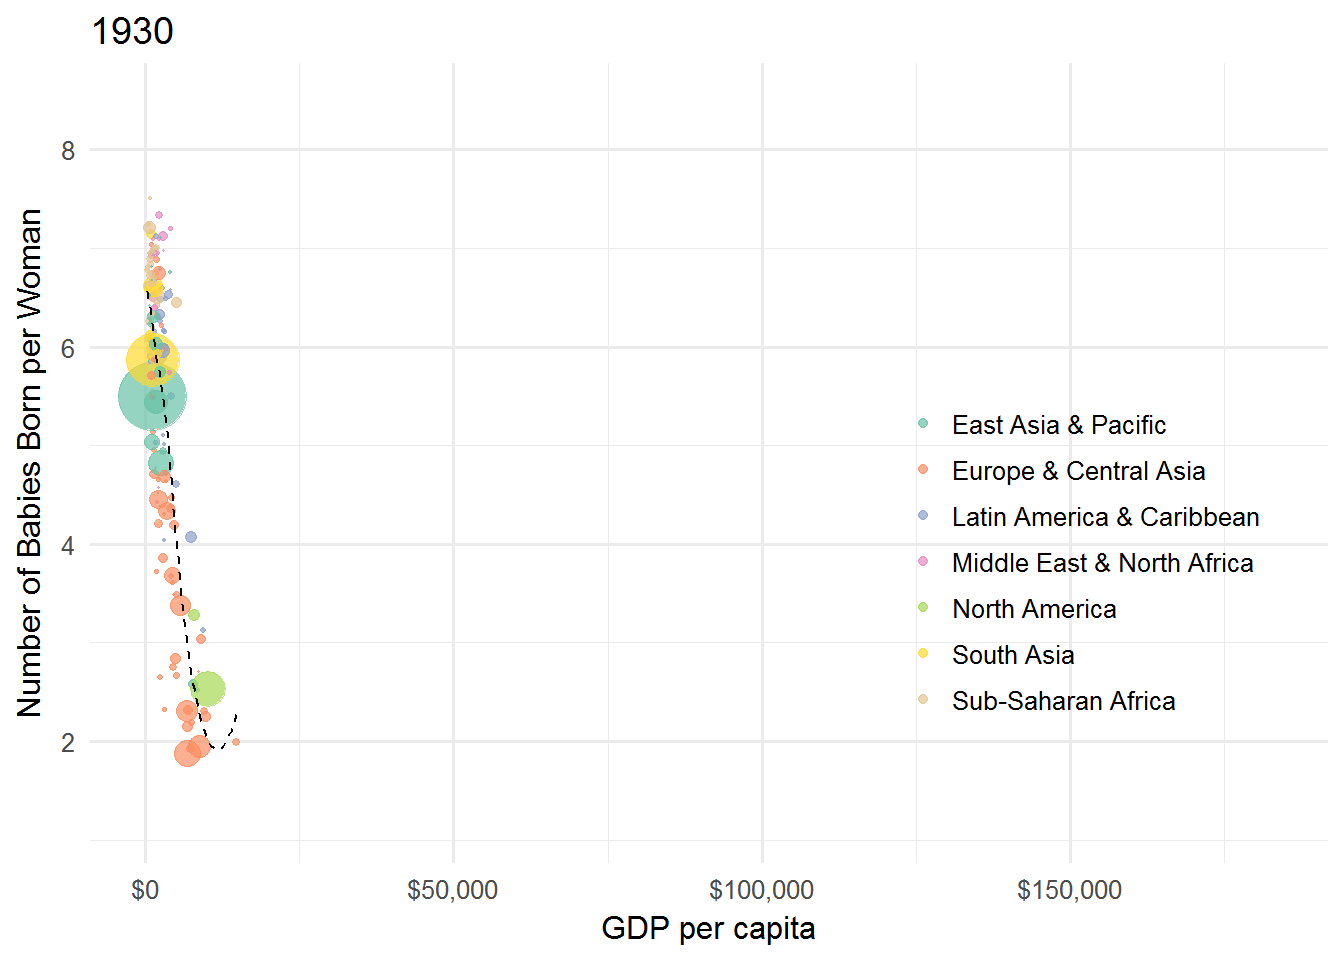 1930
Number of Babies Born per Woman
8
6
4
2
East Asia & Pacific
Europe & Central Asia
Latin America & Caribbean
Middle East & North Africa
North America
South Asia
Sub-Saharan Africa
$0 $50,000 $100,000 $150,000
GDP per capita